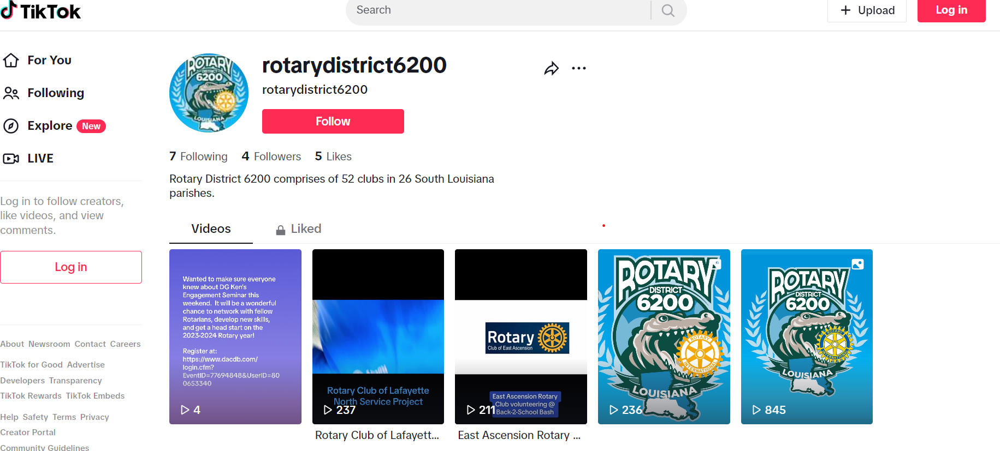 TikTok
Search
Upload
Log in
For You
Following
Explore New
LIVE
Log in to follow creators,
like videos, and view
comments.
Log in
About Newsroom Contact Careers
TikTok for Good Advertise
Developers Transparency
TikTok Rewards TikTok Embeds
Help Safety Terms Privacy
Creator Portal
Community Guidelines
ROTARY
DISTRICT
6200
LOUISIANA
rotarydistrict6200
rotarydistrict6200
Follow
7 Following 4 Followers 5 Likes
Rotary District 6200 comprises of 52 clubs in 26 South Louisiana
parishes.
Videos
Liked
Wanted to make sure everyone
knew about DG Ken's
Engagement Seminar this
weekend. It will be a wonderful
chance to network with fellow
Rotarians, develop new skills,
and get a head start on the
2023-2024 Rotary year!
Register at:
https://www.dacdb.com/
login.cfm?
EventID=77694848&UserID=80
0653340
4
Rotary Club of Lafayette
North Service Project
237
Rotary Club of Lafayett...
Rotary
Club of East Ascension
East Ascension Rotary
Club volunteering @
Back-2-School Bash
211
East Ascension Rotary ...
ROTARY
DISTRICT
6200
ROTARY
INTERNATIONAL
LOUISIANA
236
ROTARY
DISTRICT
6200
ROTARY
INTERNATIONAL
LOUISIANA
845